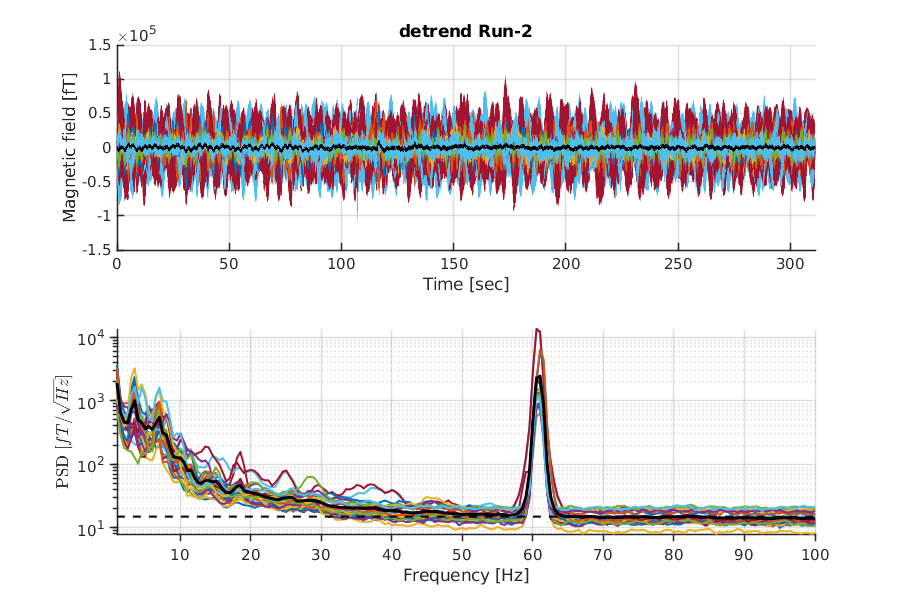 detrend Run-2
×10^5
1.5
1
0.5
0
-0.5
-1
-1.5
Magnetic field [fT]
0 50 100 150 200 250 300
Time [sec]
10^4
10^3
10^2
10^1
PSD [fT/√Hz]
10 20 30 40 50 60 70 80 90 100
Frequency [Hz]